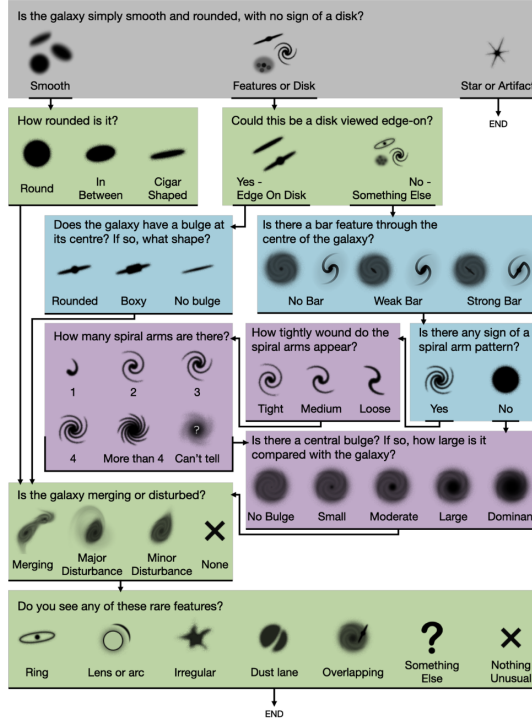 Is the galaxy simply smooth and rounded, with no sign of a disk?
Smooth
Features or Disk
Star or Artifact
END
How rounded is it?
Round
In
Between
Cigar
Shaped
Could this be a disk viewed edge-on?
Yes -
Edge On Disk
No -
Something Else
Does the galaxy have a bulge at
its centre? If so, what shape?
Rounded
Boxy
No bulge
Is there a bar feature through the
centre of the galaxy?
No Bar
Weak Bar
Strong Bar
How many spiral arms are there?
1
2
3
4
More than 4
?
Can't tell
How tightly wound do the
spiral arms appear?
Tight
Medium
Loose
Is there any sign of a
spiral arm pattern?
Yes
No
Is there a central bulge? If so, how large is it
compared with the galaxy?
No Bulge
Small
Moderate
Large
Dominan
Is the galaxy merging or disturbed?
Merging
Major
Disturbance
Minor
Disturbance
None
Do you see any of these rare features?
Ring
Lens or arc
Irregular
Dust lane
Overlapping
?
Something
Else
Nothing
Unusual
END